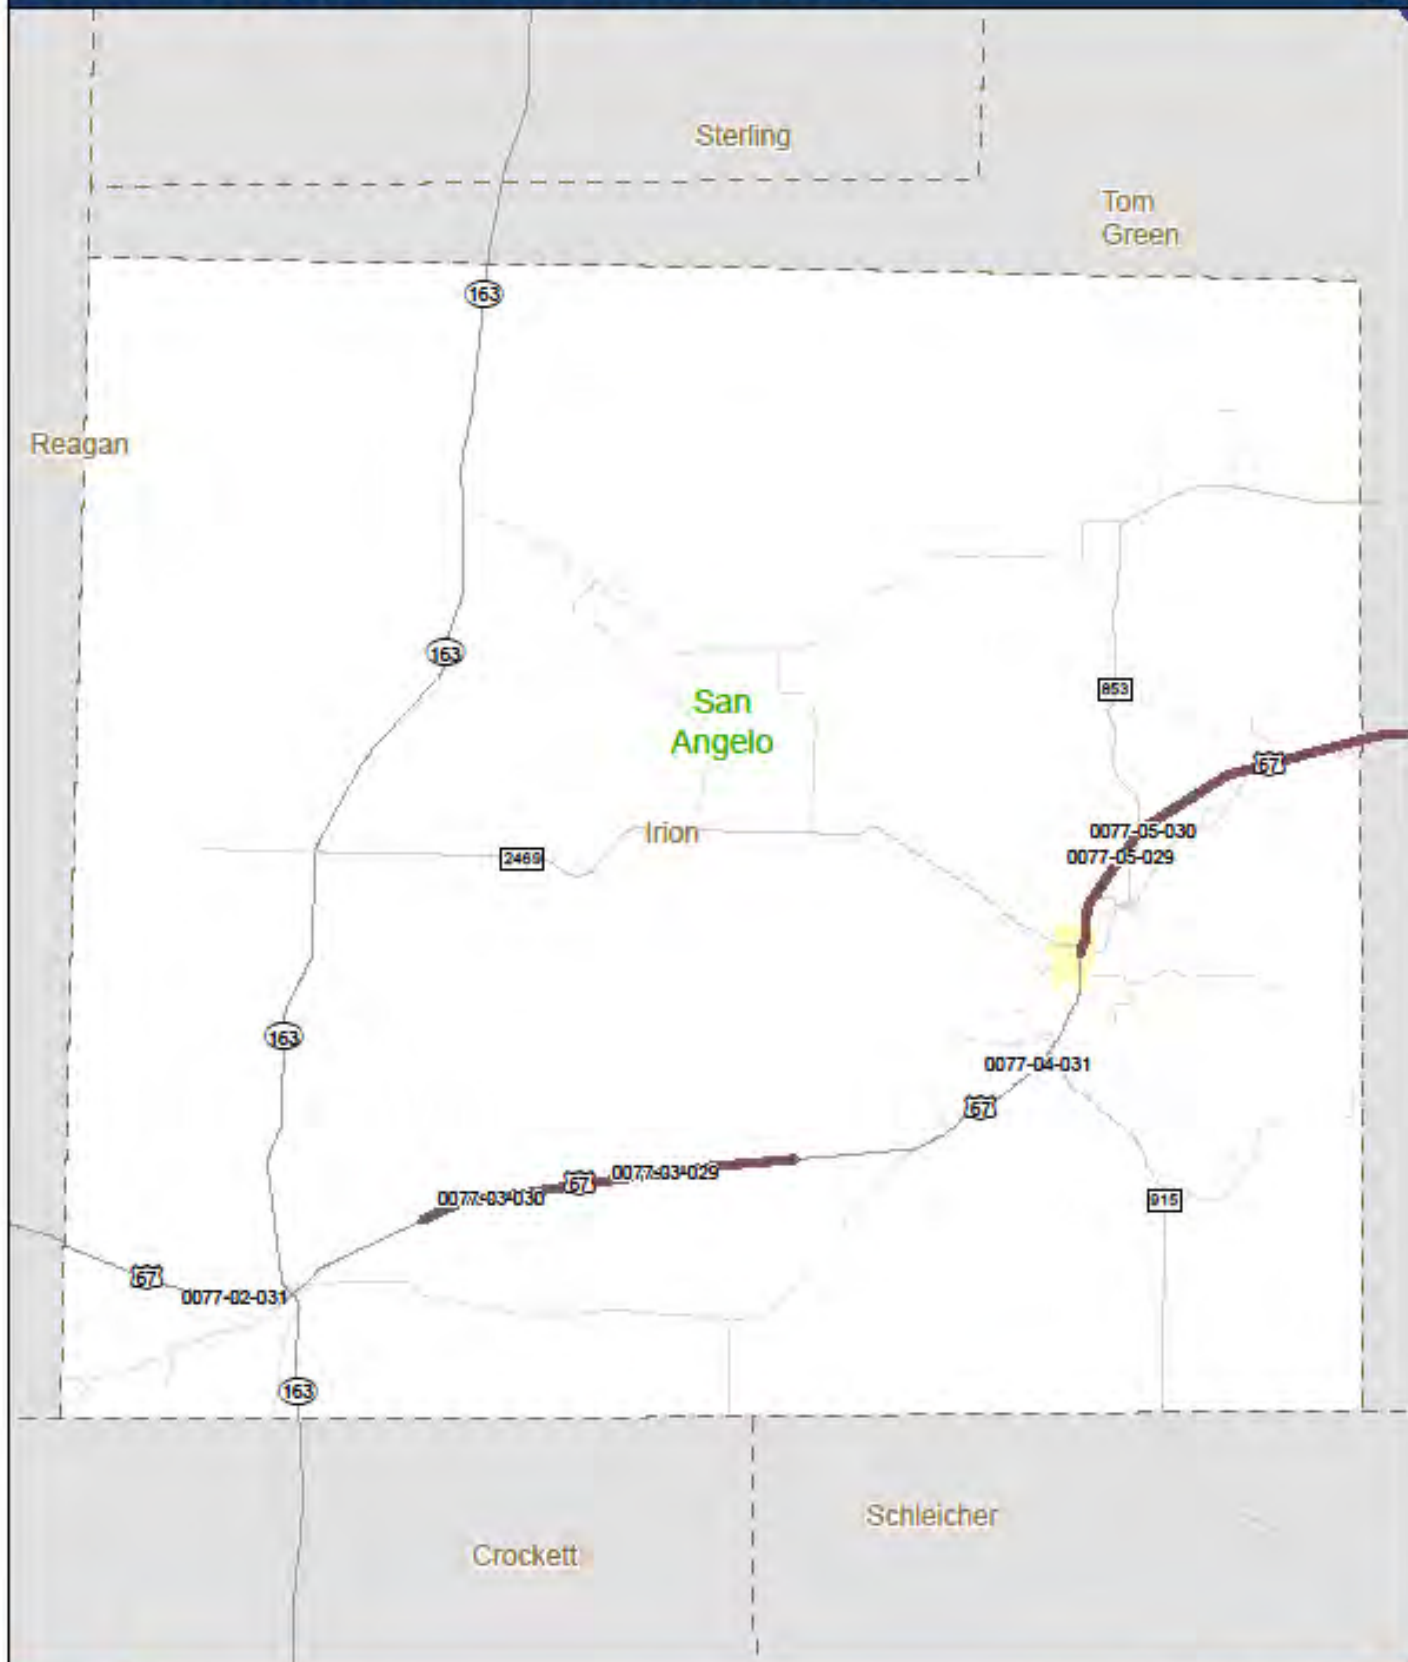 Sterling
Tom
Green
163
Reagan
163
San
Angelo
853
67
0077-05-030
Irion
2469
0077-05-029
163
0077-04-031
67
0077-03-029
67
0077-03-030
915
67
0077-02-031
163
Schleicher
Crockett